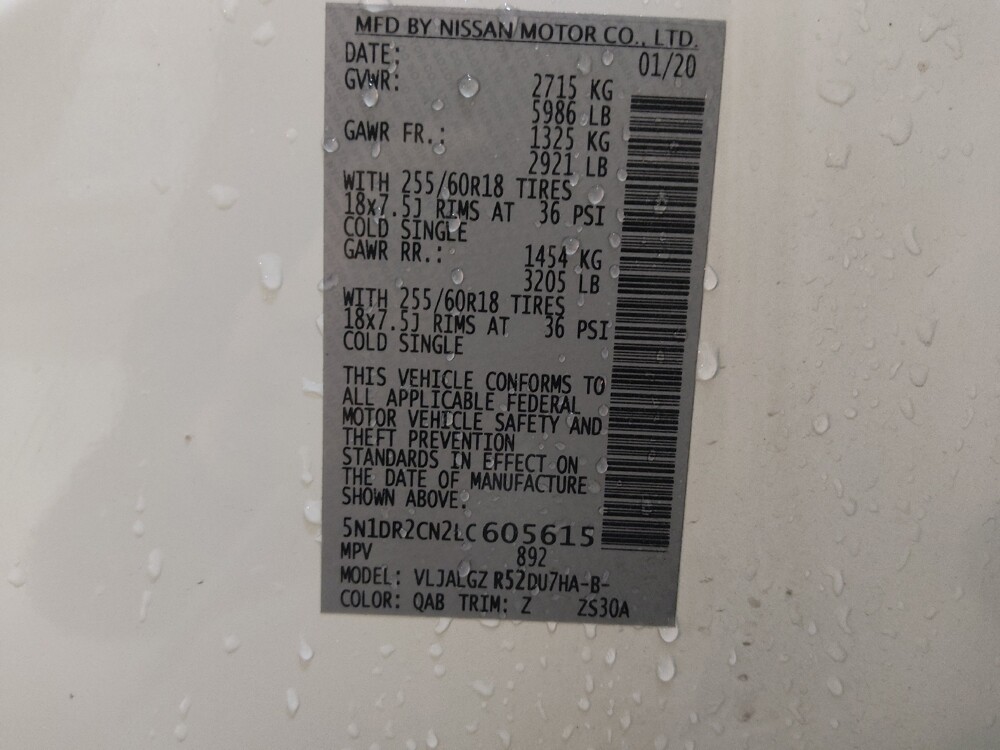 MFD BY NISSAN MOTOR CO., LTD.
DATE: 01/20
GVWR: 2715 KG
5986 LB
GAWR FR.: 1325 KG
2921 LB
WITH 255/60R18 TIRES
18x7.5J RIMS AT 36 PSI
COLD SINGLE
GAWR RR.: 1454 KG
3205 LB
WITH 255/60R18 TIRES
18x7.5J RIMS AT 36 PSI
COLD SINGLE
THIS VEHICLE CONFORMS TO
ALL APPLICABLE FEDERAL
MOTOR VEHICLE SAFETY AND
THEFT PREVENTION
STANDARDS IN EFFECT ON
THE DATE OF MANUFACTURE
SHOWN ABOVE.
5N1DR2CN2LC605615
MPV 892
MODEL: VLJALGZ R52DU7HA-B-
COLOR: QAB TRIM: Z ZS30A